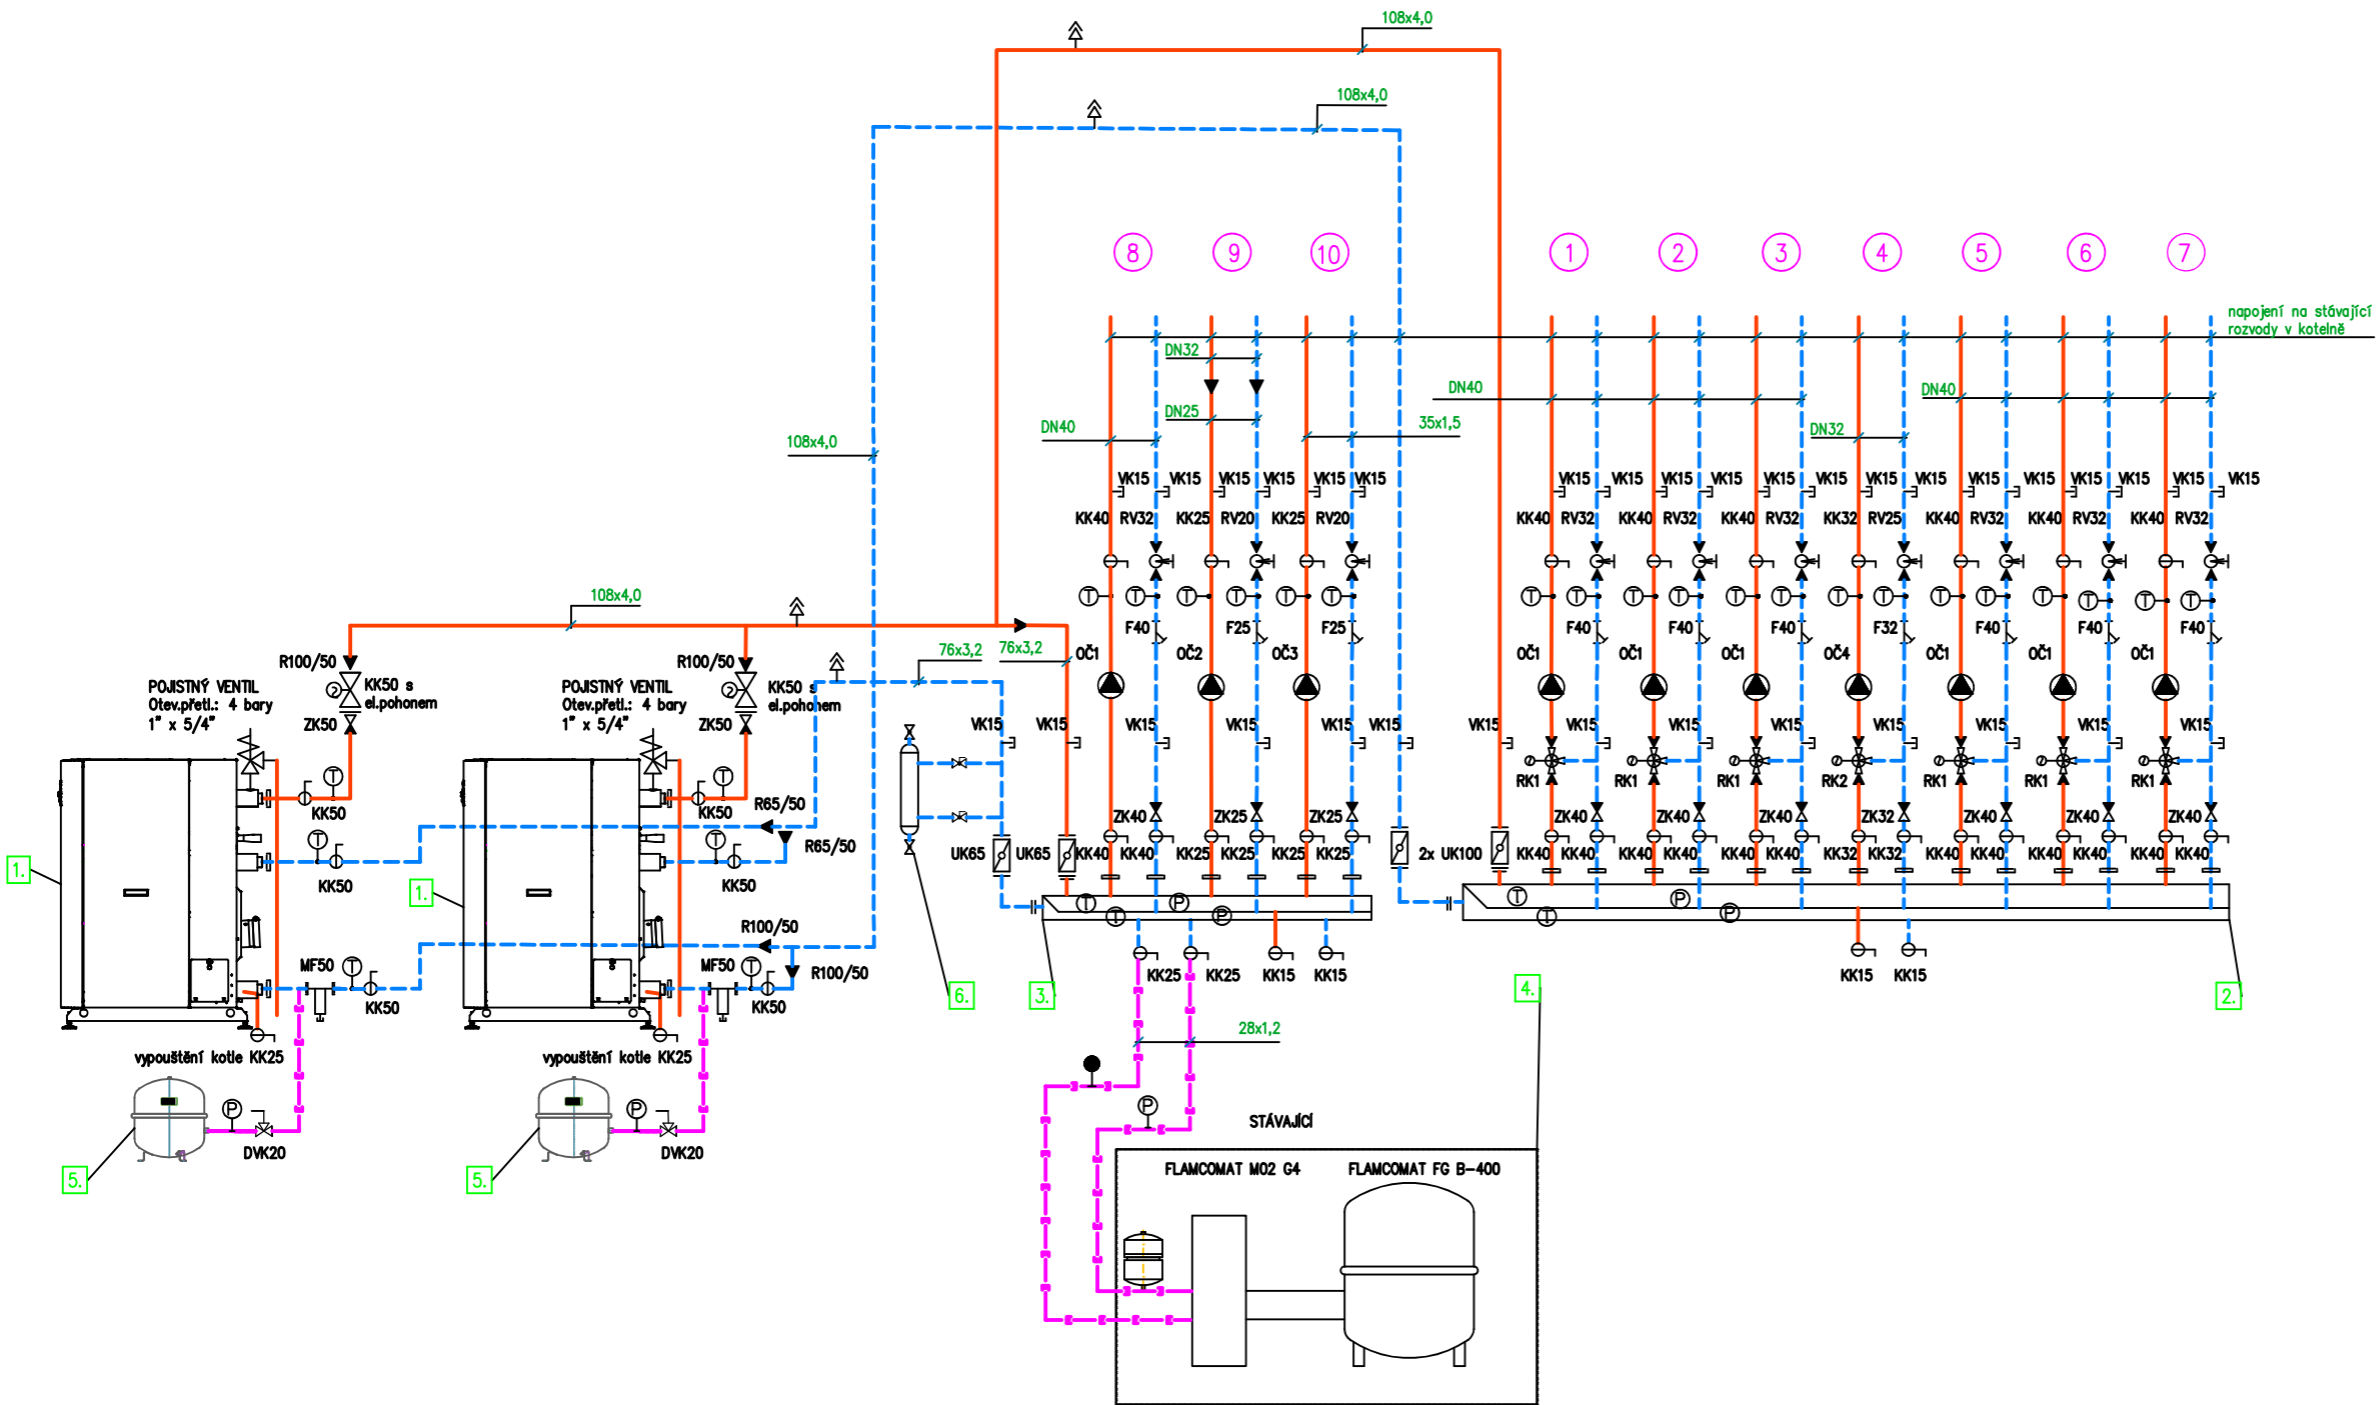 108x4,0
108x4,0
8 9 10 1 2 3 4 5 6 7
napojení na stávající
rozvody v kotelně
DN32
DN40 DN40
DN25
DN40 35x1,5 DN32
108x4,0
VK15 VK15 VK15 VK15 VK15 VK15 VK15 VK15 VK15 VK15 VK15 VK15 VK15 VK15 VK15 VK15 VK15 VK15 VK15 VK15
KK40 RV32 KK25 RV20 KK25 RV20 KK40 RV32 KK40 RV32 KK40 RV32 KK32 RV25 KK40 RV32 KK40 RV32 KK40 RV32
T T T T T T T T T T T T T T T T T T T T
108x4,0
F40 F25 F25 F40 F40 F40 F32 F40 F40 F40
76x3,2 76x3,2
OČ1 OČ2 OČ3 OČ1 OČ1 OČ1 OČ4 OČ1 OČ1 OČ1
R100/50 R100/50
POJISTNÝ VENTIL
Otev.přetl.: 4 bary
1" x 5/4"
KK50 s
el.pohonem
ZK50
POJISTNÝ VENTIL
Otev.přetl.: 4 bary
1" x 5/4"
KK50 s
el.pohonem
ZK50
VK15 VK15 VK15 VK15 VK15 VK15 VK15 VK15 VK15 VK15 VK15 VK15 VK15 VK15
RK1 RK1 RK1 RK2 RK1 RK1 RK1
T T
KK50 KK50
R65/50
ZK40 ZK25 ZK25 ZK40 ZK40 ZK40 ZK32 ZK40 ZK40 ZK40
T T
R65/50
UK65 UK65 KK40 KK40 KK25 KK25 KK25 KK25 2x UK100 KK40 KK40 KK40 KK40 KK40 KK40 KK32 KK32 KK40 KK40 KK40 KK40 KK40 KK40
1. 1.
KK50 KK50
T T P P T T P P
R100/50
MF50 T MF50 T R100/50
KK25 KK25 KK15 KK15 KK15 KK15
KK50 KK50
6. 3. 4. 2.
28x1,2
vypouštění kotle KK25 vypouštění kotle KK25
P P P
STÁVAJÍCÍ
DVK20 DVK20
5. 5.
FLAMCOMAT M02 G4 FLAMCOMAT FG B-400